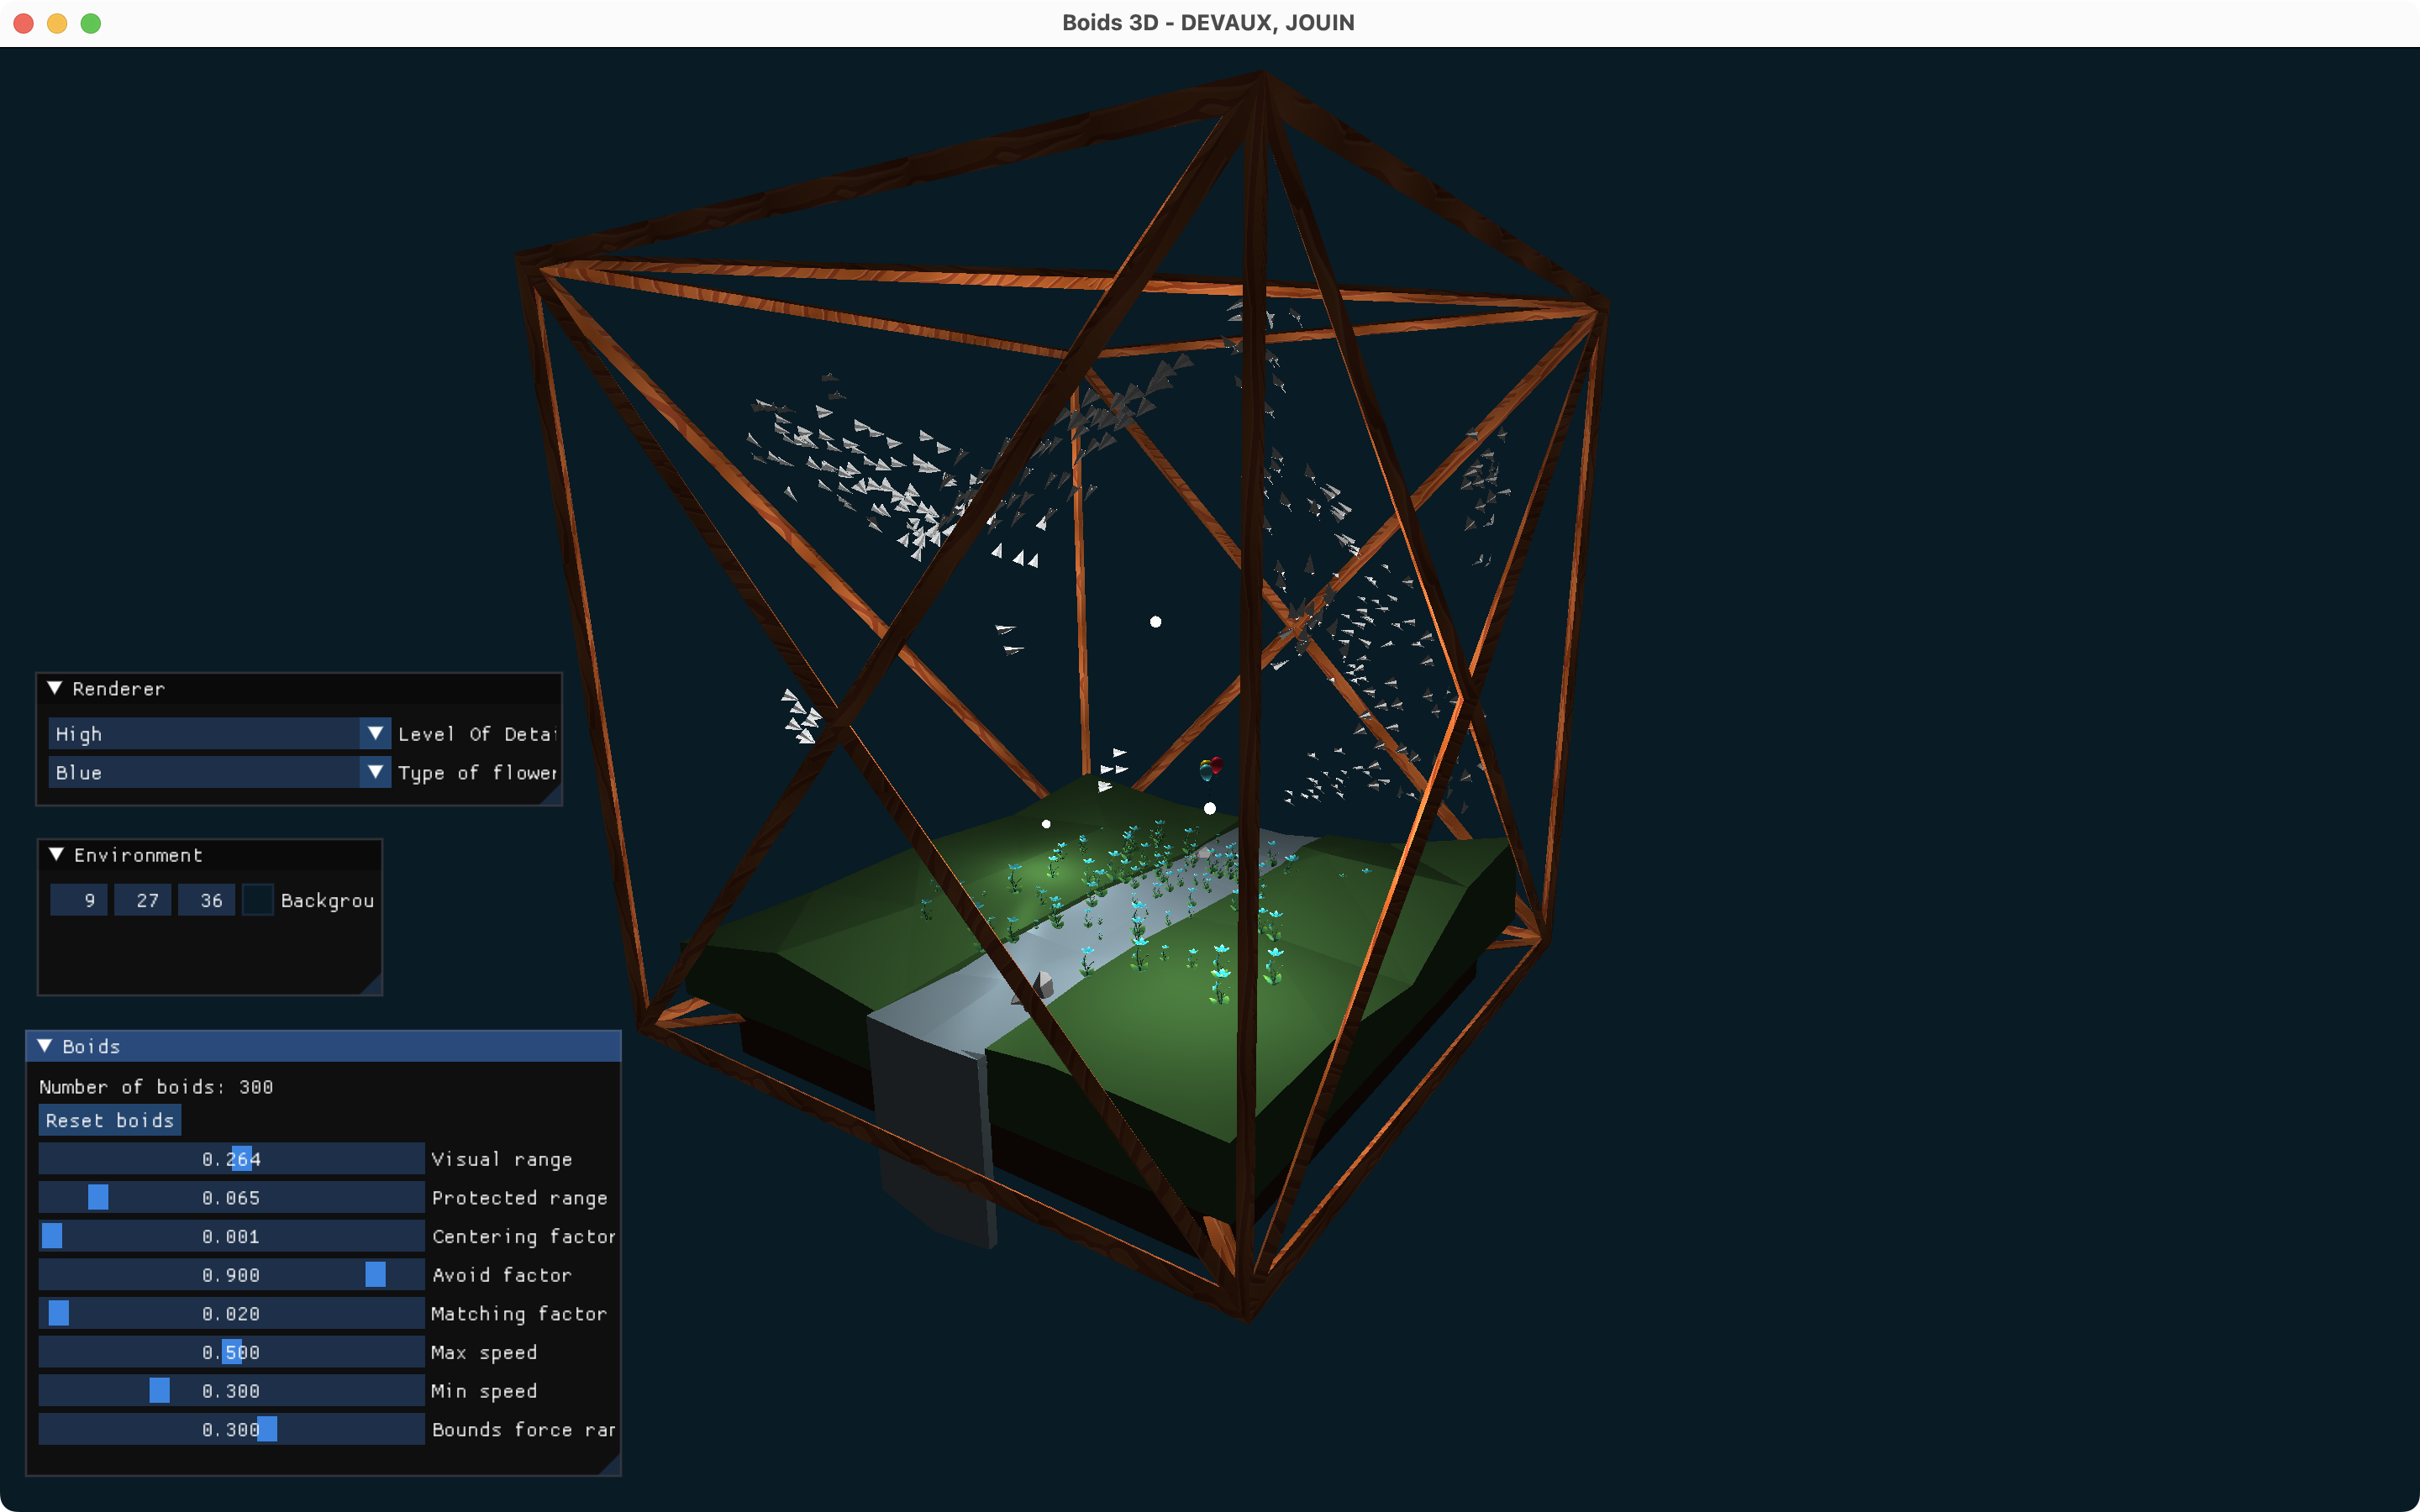 Boids 3D - DEVAUX, JOUIN
Renderer
High Level Of Detai
Blue Type of flower
Environment
9 27 36 Backgrou
Boids
Number of boids: 300
Reset boids
0.264 Visual range
0.065 Protected range
0.001 Centering factor
0.900 Avoid factor
0.020 Matching factor
0.500 Max speed
0.300 Min speed
0.300 Bounds force ran